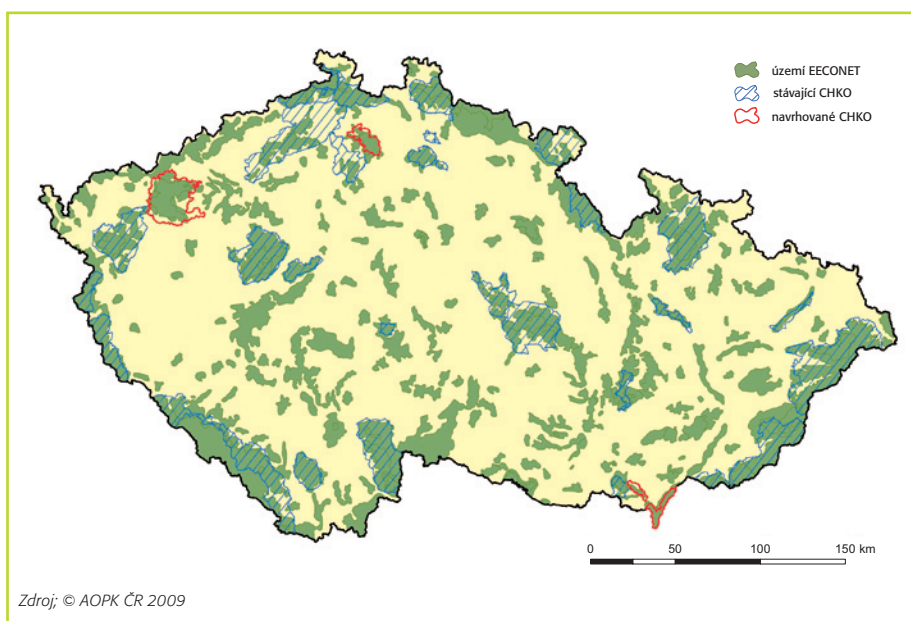 území EECONET
stávající CHKO
navrhované CHKO
0 50 100 150 km
Zdroj; © AOPK ČR 2009